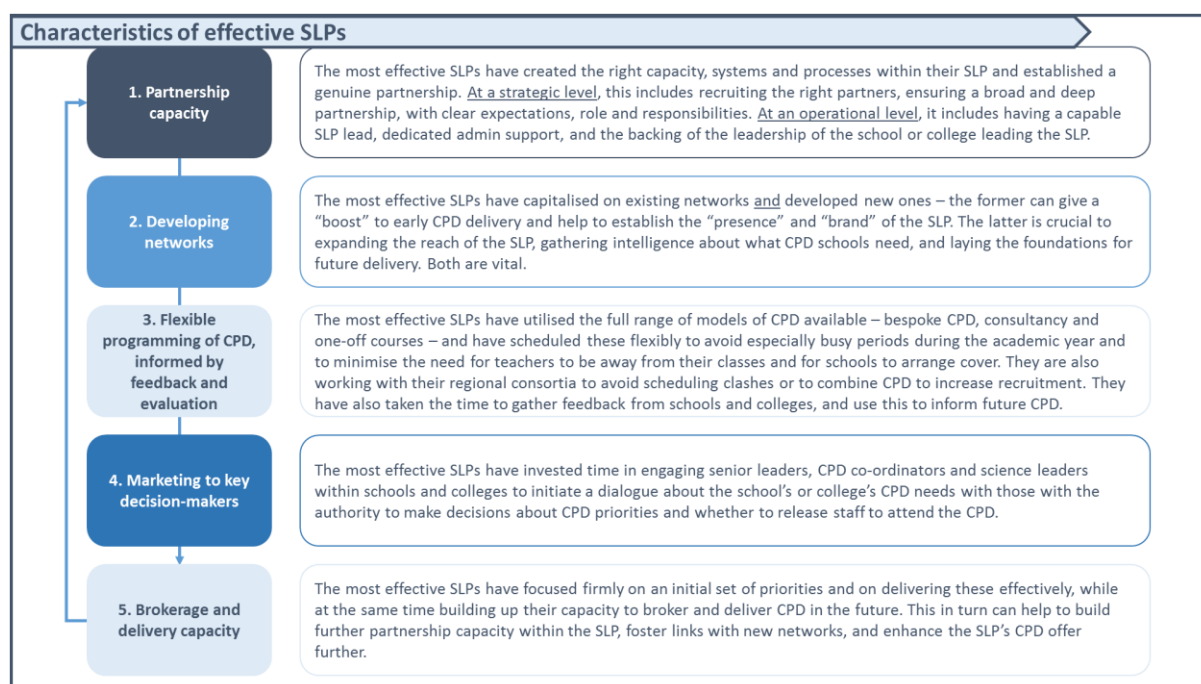 Characteristics of effective SLPs
1. Partnership
capacity
The most effective SLPs have created the right capacity, systems and processes within their SLP and established a
genuine partnership. At a strategic level, this includes recruiting the right partners, ensuring a broad and deep
partnership, with clear expectations, role and responsibilities. At an operational level, it includes having a capable
SLP lead, dedicated admin support, and the backing of the leadership of the school or college leading the SLP.
2. Developing
networks
The most effective SLPs have capitalised on existing networks and developed new ones – the former can give a
“boost” to early CPD delivery and help to establish the “presence” and “brand” of the SLP. The latter is crucial to
expanding the reach of the SLP, gathering intelligence about what CPD schools need, and laying the foundations for
future delivery. Both are vital.
3. Flexible
programming of CPD,
informed by
feedback and
evaluation
The most effective SLPs have utilised the full range of models of CPD available – bespoke CPD, consultancy and
one-off courses – and have scheduled these flexibly to avoid especially busy periods during the academic year and
to minimise the need for teachers to be away from their classes and for schools to arrange cover. They are also
working with their regional consortia to avoid scheduling clashes or to combine CPD to increase recruitment. They
have also taken the time to gather feedback from schools and colleges, and use this to inform future CPD.
4. Marketing to key
decision-makers
The most effective SLPs have invested time in engaging senior leaders, CPD co-ordinators and science leaders
within schools and colleges to initiate a dialogue about the school’s or college’s CPD needs with those with the
authority to make decisions about CPD priorities and whether to release staff to attend the CPD.
5. Brokerage and
delivery capacity
The most effective SLPs have focused firmly on an initial set of priorities and on delivering these effectively, while
at the same time building up their capacity to broker and deliver CPD in the future. This in turn can help to build
further partnership capacity within the SLP, foster links with new networks, and enhance the SLP’s CPD offer
further.